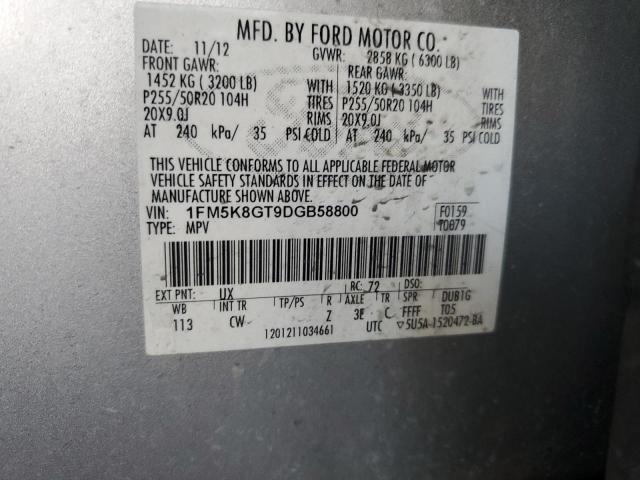 MFD. BY FORD MOTOR CO.
DATE: 11/12 GVWR: 2858 KG ( 6300 LB)
FRONT GAWR: REAR GAWR:
1452 KG ( 3200 LB) WITH 1520 KG ( 3350 LB) WITH
P255/50R20 104H TIRES P255/50R20 104H TIRES
20X9.0J RIMS 20X9.0J RIMS
AT 240 kPa/ 35 PSI COLD AT 240 kPa/ 35 PSI COLD
THIS VEHICLE CONFORMS TO ALL APPLICABLE FEDERAL MOTOR
VEHICLE SAFETY STANDARDS IN EFFECT ON THE DATE OF
MANUFACTURE SHOWN ABOVE.
VIN: 1FM5K8GT9DGB58800 F0159
TYPE: MPV T0079
EXT PNT: UX RC: 72 DSO:
WB INT TR TP/PS R AXLE TR SPR DUB1G
113 CW Z 3E C FFFF T05
1201211034661 UTC ▽5U5A-1520472-BA